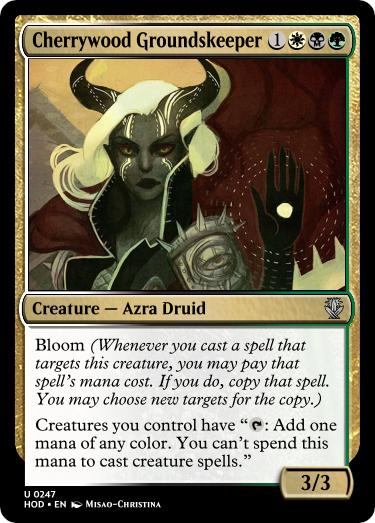 Cherrywood Groundskeeper 1
Creature — Azra Druid
Bloom (Whenever you cast a spell that
targets this creature, you may pay that
spell's mana cost. If you do, copy that spell.
You may choose new targets for the copy.)
Creatures you control have “: Add one
mana of any color. You can't spend this
mana to cast creature spells.”
3/3
U 0247
HOD • EN Misao-Christina